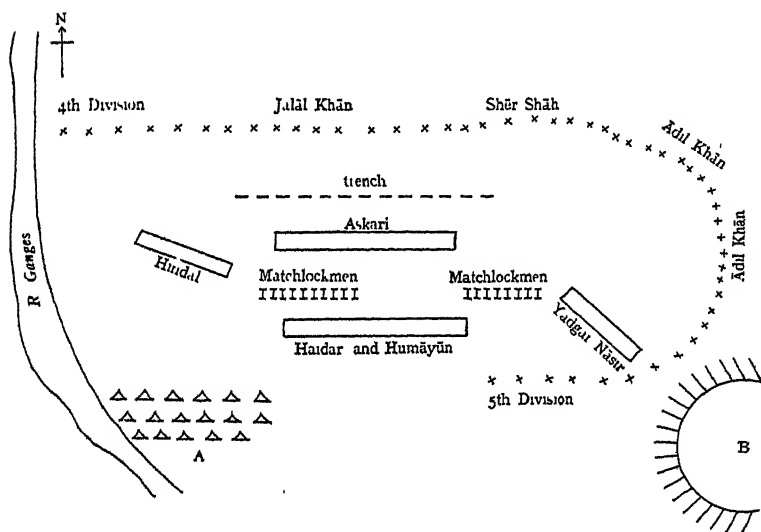 N
4th Division
Jalāl Khān
Shēr Shāh
Ādil Khān
trench
Askari
Hindal
Ādil Khān
R Ganges
Matchlockmen
Matchlockmen
Yadgar Nāsir
Haidar and Humāyūn
5th Division
A
B